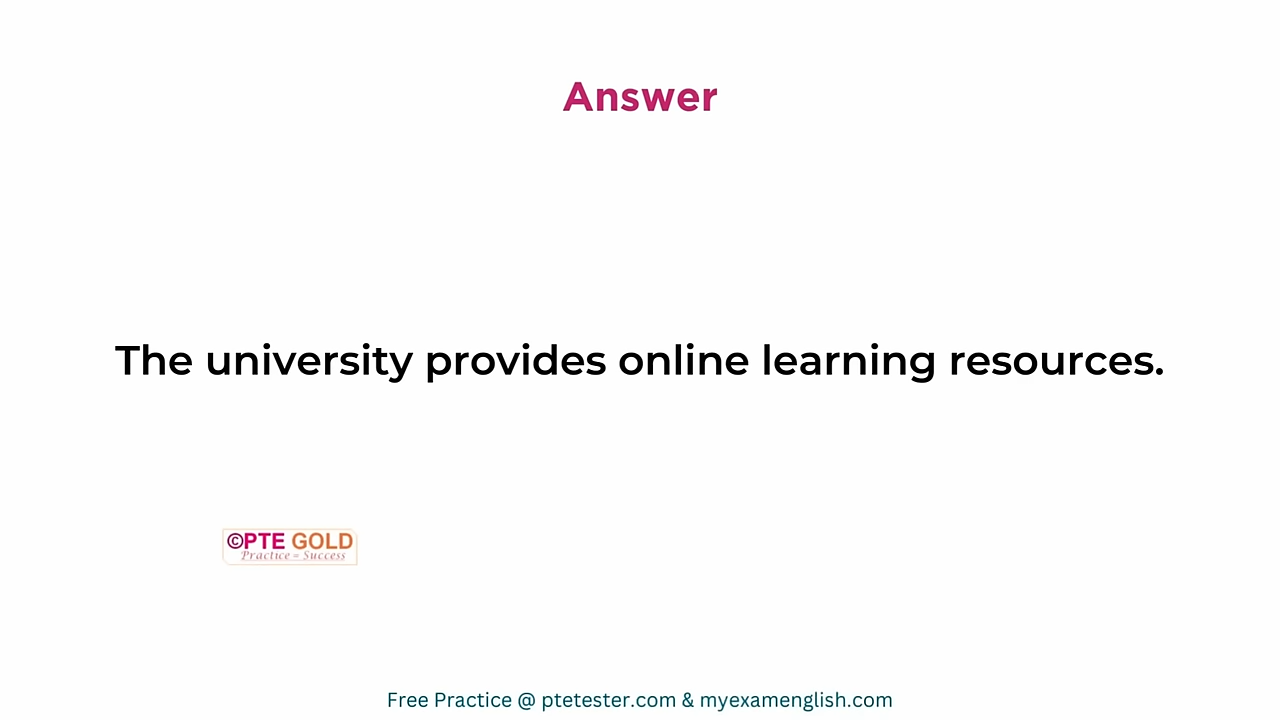 Answer
The university provides online learning resources.
©PTE GOLD
Practice = Success
Free Practice @ ptetester.com & myexamenglish.com